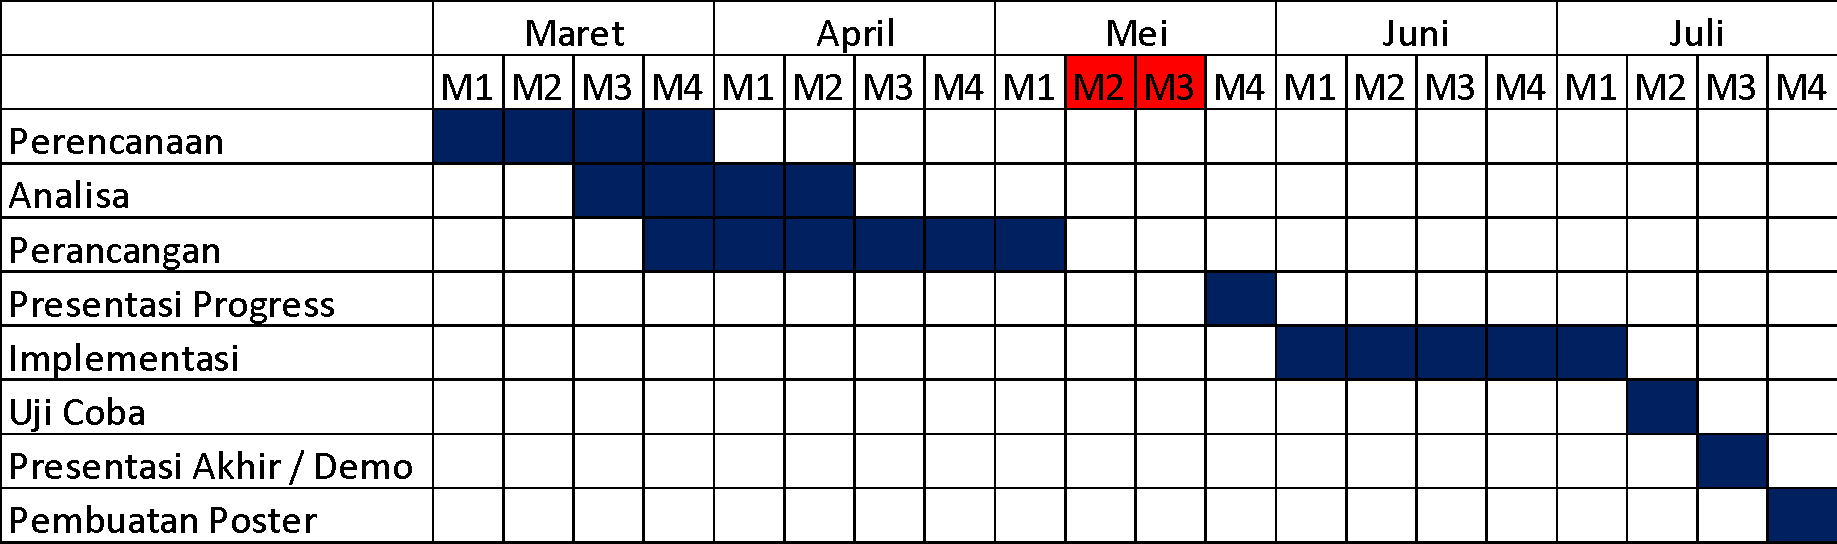 Maret April Mei Juni Juli
M1 M2 M3 M4 M1 M2 M3 M4 M1 M2 M3 M4 M1 M2 M3 M4 M1 M2 M3 M4
Perencanaan
Analisa
Perancangan
Presentasi Progress
Implementasi
Uji Coba
Presentasi Akhir / Demo
Pembuatan Poster